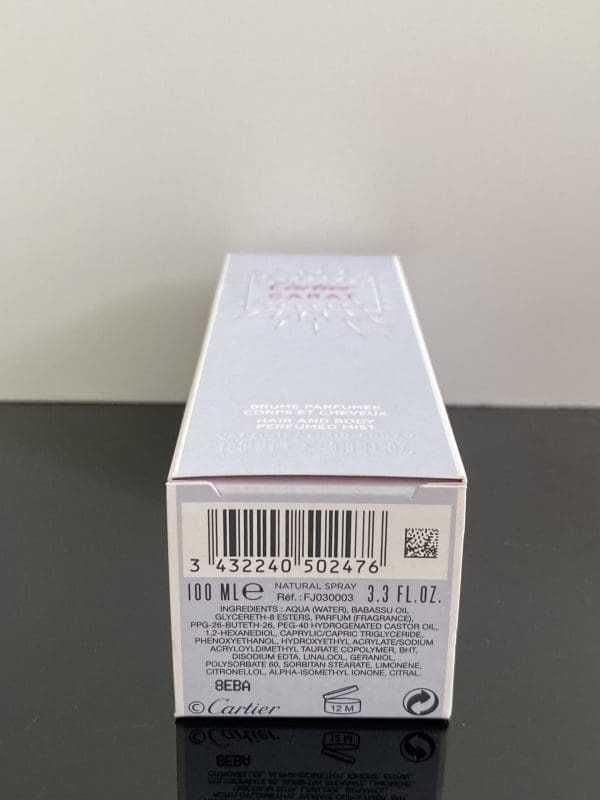 Cartier
CARAT
BRUME PARFUMÉE
CORPS ET CHEVEUX
HAIR AND BODY
PERFUMED MIST
3 432240 502476
100 ML e NATURAL SPRAY 3.3 FL.OZ.
Réf.: FJ030003
INGREDIENTS : AQUA (WATER), BABASSU OIL
GLYCERETH-8 ESTERS, PARFUM (FRAGRANCE),
PPG-26-BUTETH-26, PEG-40 HYDROGENATED CASTOR OIL,
1,2-HEXANEDIOL, CAPRYLIC/CAPRIC TRIGLYCERIDE,
PHENOXYETHANOL, HYDROXYETHYL ACRYLATE/SODIUM
ACRYLOYLDIMETHYL TAURATE COPOLYMER, BHT,
DISODIUM EDTA, LINALOOL, GERANIOL,
POLYSORBATE 60, SORBITAN STEARATE, LIMONENE,
CITRONELLOL, ALPHA-ISOMETHYL IONONE, CITRAL.
8EBA
© Cartier 12 M